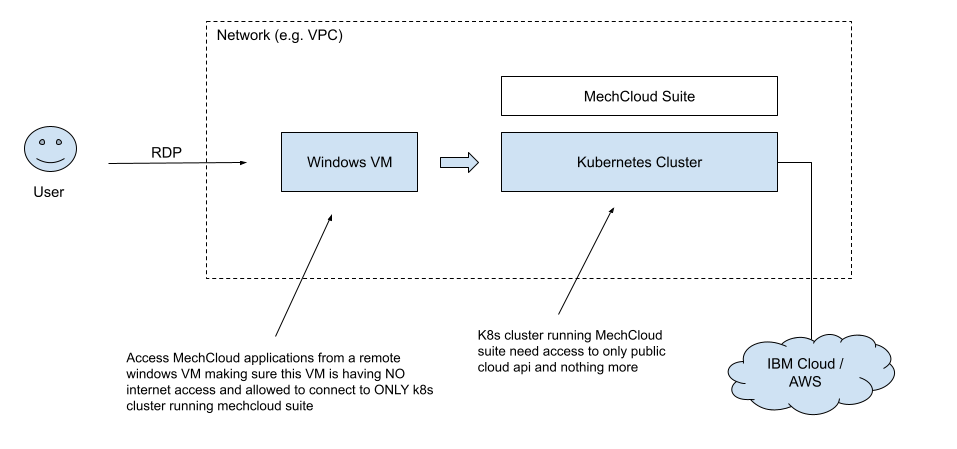 Network (e.g. VPC)
MechCloud Suite
RDP
Windows VM
Kubernetes Cluster
User
Access MechCloud applications from a remote
windows VM making sure this VM is having NO
internet access and allowed to connect to ONLY k8s
cluster running mechcloud suite
K8s cluster running MechCloud
suite need access to only public
cloud api and nothing more
IBM Cloud /
AWS